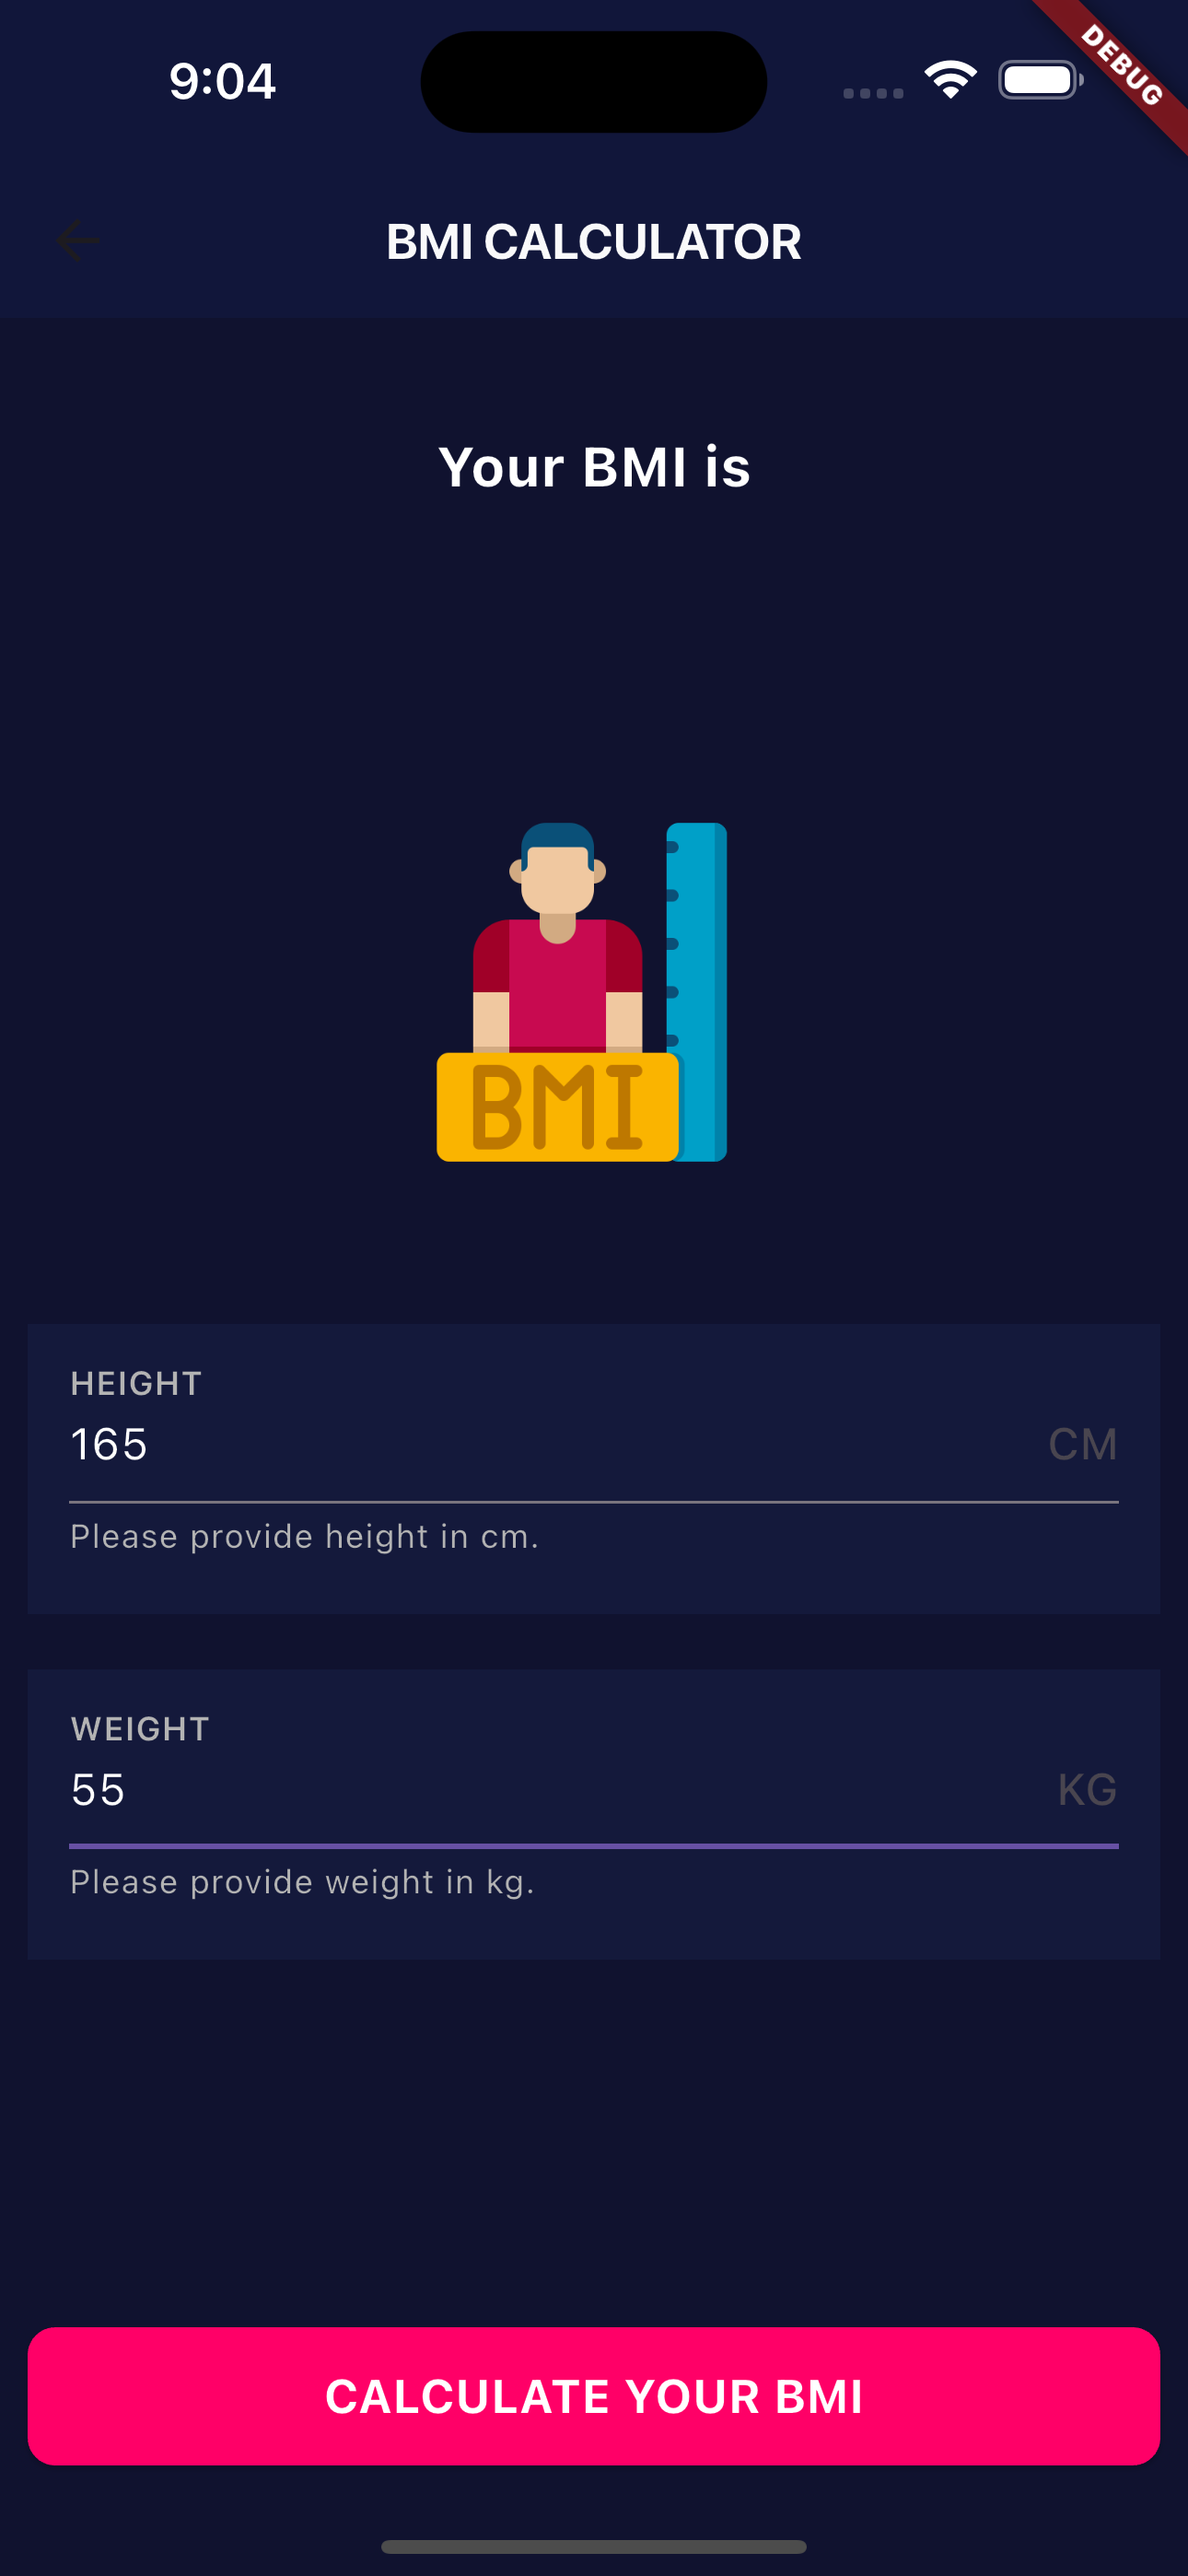 9:04
DEBUG
BMI CALCULATOR
Your BMI is
BMI
HEIGHT
165 CM
Please provide height in cm.
WEIGHT
55 KG
Please provide weight in kg.
CALCULATE YOUR BMI